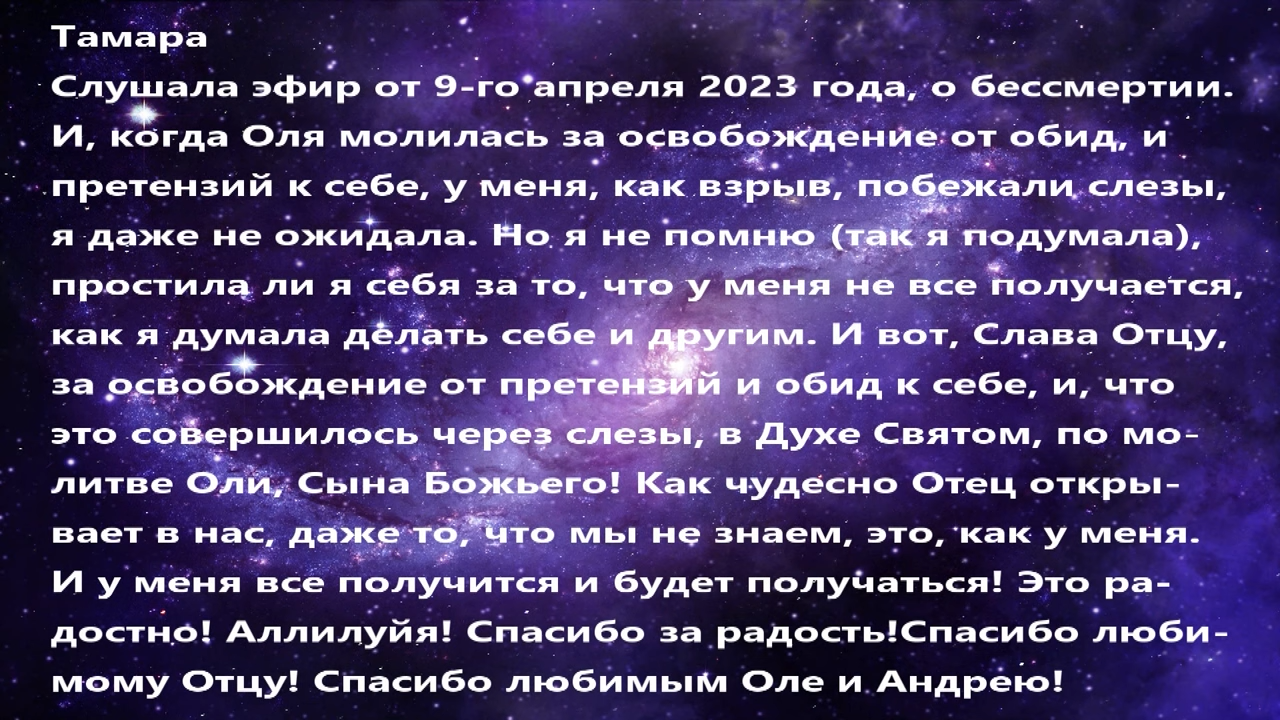 Тамара
Слушала эфир от 9-го апреля 2023 года, о бессмертии.
И, когда Оля молилась за освобождение от обид, и
претензий к себе, у меня, как взрыв, побежали слезы,
я даже не ожидала. Но я не помню (так я подумала),
простила ли я себя за то, что у меня не все получается,
как я думала делать себе и другим. И вот, Слава Отцу,
за освобождение от претензий и обид к себе, и, что
это совершилось через слезы, в Духе Святом, по мо-
литве Оли, Сына Божьего! Как чудесно Отец откры-
вает в нас, даже то, что мы не знаем, это, как у меня.
И у меня все получится и будет получаться! Это ра-
достно! Аллилуйя! Спасибо за радость!Спасибо люби-
мому Отцу! Спасибо любимым Оле и Андрею!